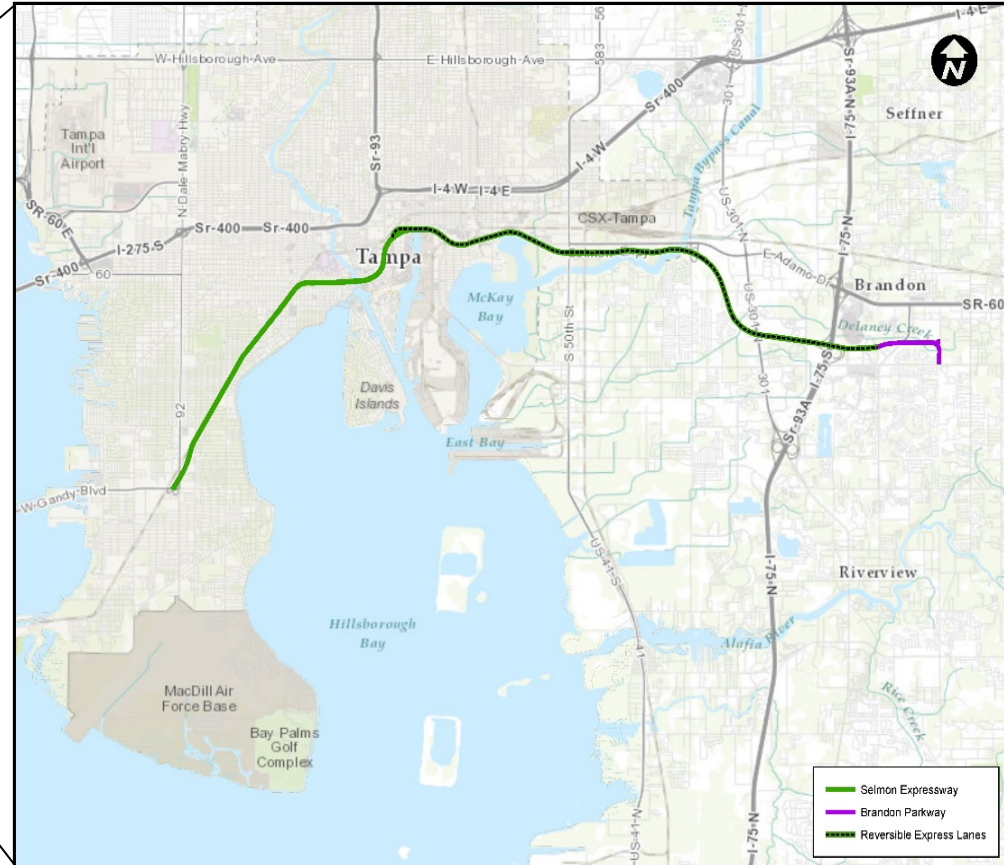 I-4 E
56
US-301-
W-Hillsborough-Ave
E-Hillsborough-Ave
583
N
301
Sr-400
Sr-93A-N
I-75-N
Seffner
Tampa
Int'l
Airport
N-Dale-Mabry Hwy
Sr-93
I-4-W
Tampa Bypass Canal
I-4-W
I-4-E
US-301-N
SR-60-E
CSX-Tampa
Sr-400
Sr-400
I-275-S
Tampa
I-75-N
E-Adamo-Dr
Sr-400
60
Brandon
SR-60
McKay
Bay
S-50th-St
US-301-N
Delaney Creek
I-75-S
301
Davis
Islands
92
Sr-93A
East Bay
W-Gandy-Blvd
US-41-S
I-75-N
Riverview
Hillsborough
Bay
Alafia River
41
MacDill Air
Force Base
Rice Creek
Bay Palms
Golf
Complex
Selmon Expressway
Brandon Parkway
Reversible Express Lanes
US-41-N
I-75-N